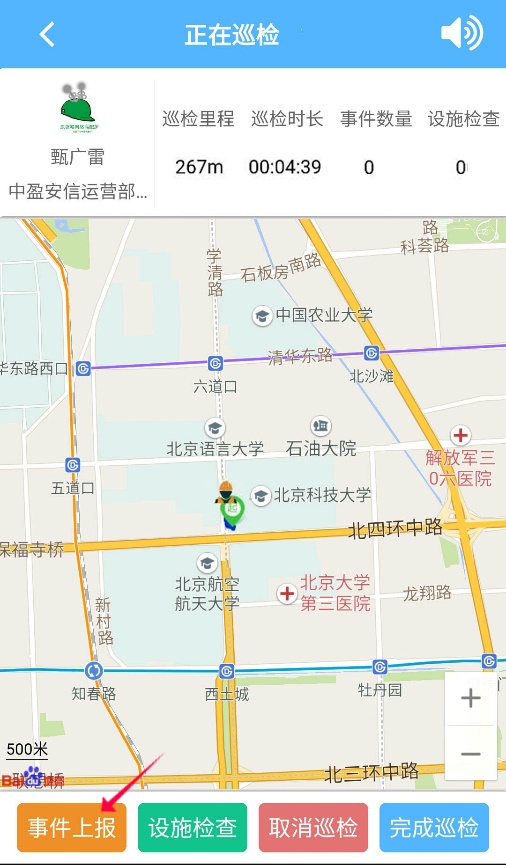 正在巡检
巡检里程 巡检时长 事件数量 设施检查
甄广雷
267m 00:04:39 0 0
中盈安信运营部...
路
科荟路
学清路
石板房南路
中国农业大学
清华东路
华东路西口
六道口
北沙滩
北京语言大学
石油大院
解放军三
0六医院
五道口
北京科技大学
起
北四环中路
保福寺桥
北京航空
航天大学
北京大学
第三医院
龙翔路
新村路
知春路
西土城
牡丹园
500米
Bai
联想桥
北三环中路
+
−
事件上报 设施检查 取消巡检 完成巡检